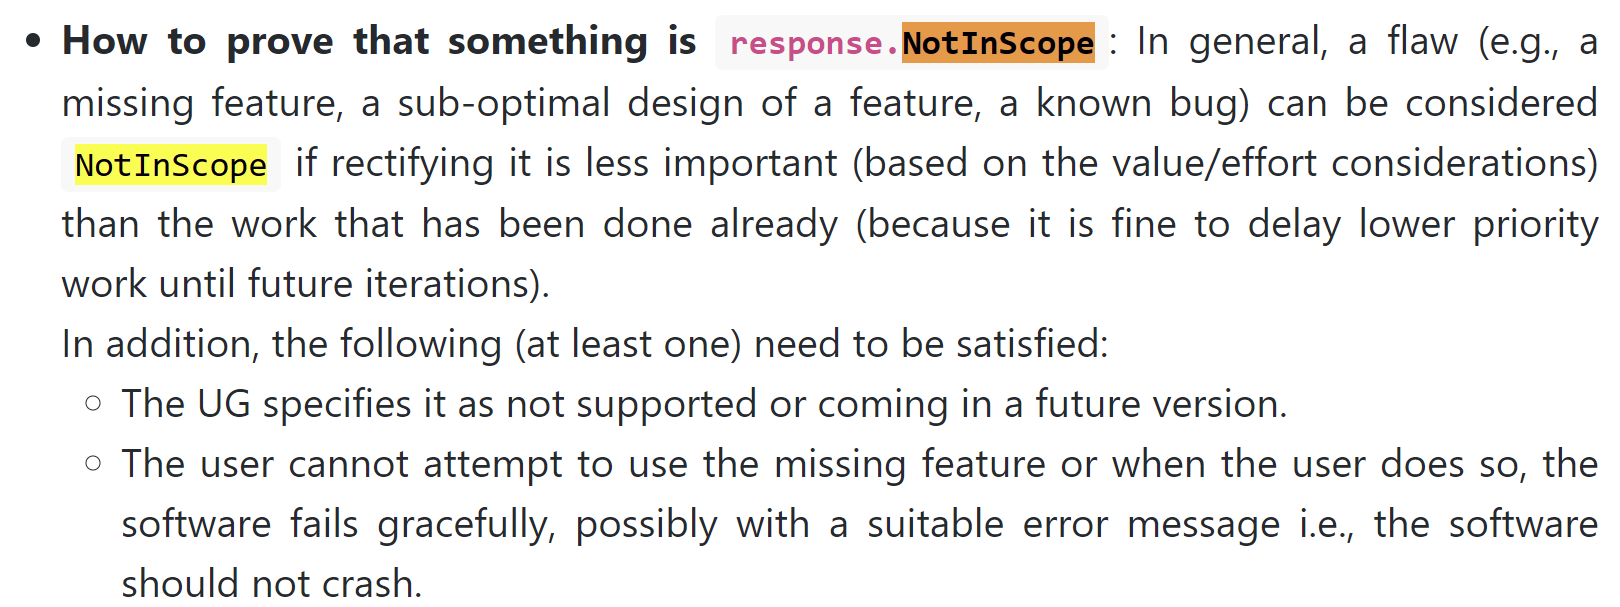 How to prove that something is response.NotInScope: In general, a flaw (e.g., a
missing feature, a sub-optimal design of a feature, a known bug) can be considered
NotInScope if rectifying it is less important (based on the value/effort considerations)
than the work that has been done already (because it is fine to delay lower priority
work until future iterations).
In addition, the following (at least one) need to be satisfied:
The UG specifies it as not supported or coming in a future version.
The user cannot attempt to use the missing feature or when the user does so, the
software fails gracefully, possibly with a suitable error message i.e., the software
should not crash.